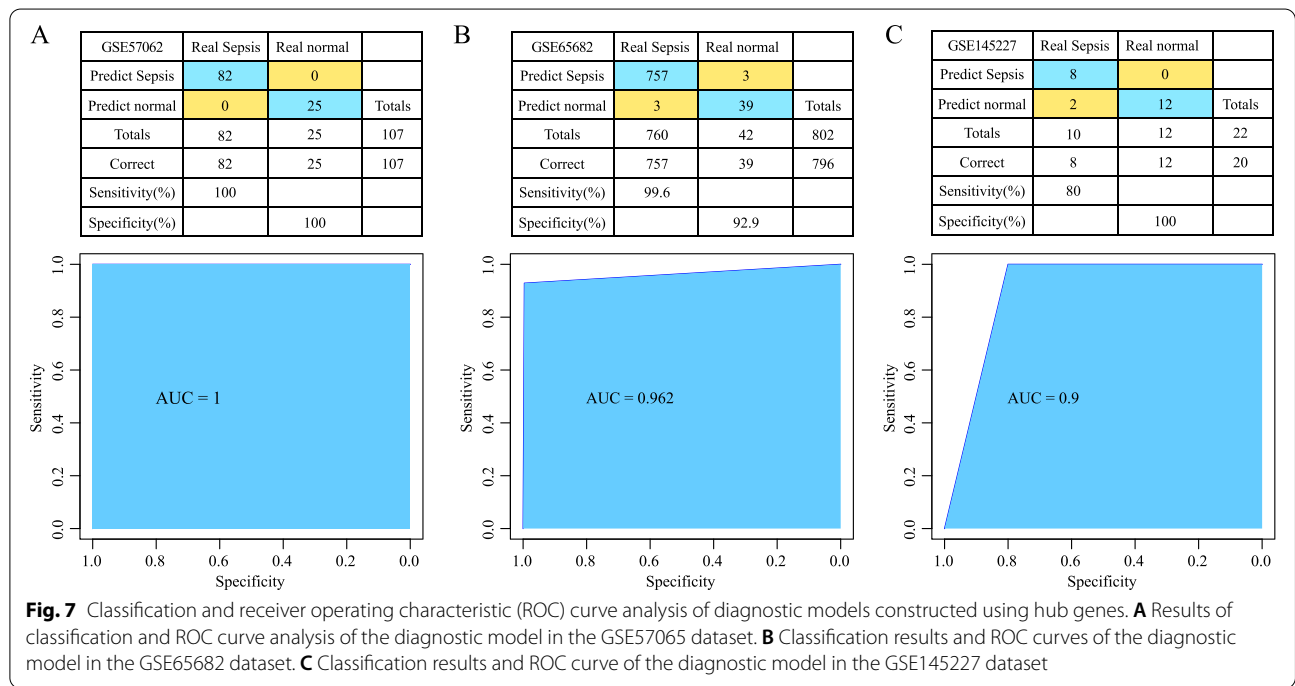 A
GSE57062 Real Sepsis Real normal
Predict Sepsis 82 0
Predict normal 0 25 Totals
Totals 82 25 107
Correct 82 25 107
Sensitivity(%) 100
Specificity(%) 100
1.0
0.8
0.6
0.4
0.2
0.0
Sensitivity
AUC = 1
1.0 0.8 0.6 0.4 0.2 0.0
Specificity
B
GSE65682 Real Sepsis Real normal
Predict Sepsis 757 3
Predict normal 3 39 Totals
Totals 760 42 802
Correct 757 39 796
Sensitivity(%) 99.6
Specificity(%) 92.9
1.0
0.8
0.6
0.4
0.2
0.0
Sensitivity
AUC = 0.962
1.0 0.8 0.6 0.4 0.2 0.0
Specificity
C
GSE145227 Real Sepsis Real normal
Predict Sepsis 8 0
Predict normal 2 12 Totals
Totals 10 12 22
Correct 8 12 20
Sensitivity(%) 80
Specificity(%) 100
1.0
0.8
0.6
0.4
0.2
0.0
Sensitivity
AUC = 0.9
1.0 0.8 0.6 0.4 0.2 0.0
Specificity
Fig. 7 Classification and receiver operating characteristic (ROC) curve analysis of diagnostic models constructed using hub genes. A Results of
classification and ROC curve analysis of the diagnostic model in the GSE57065 dataset. B Classification results and ROC curves of the diagnostic
model in the GSE65682 dataset. C Classification results and ROC curve of the diagnostic model in the GSE145227 dataset